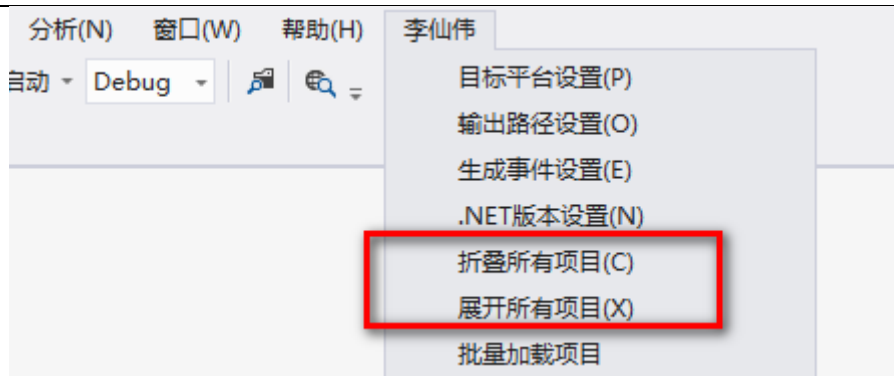 分析(N) 窗口(W) 帮助(H) 李仙伟
启动 Debug
目标平台设置(P)
输出路径设置(O)
生成事件设置(E)
.NET版本设置(N)
折叠所有项目(C)
展开所有项目(X)
批量加载项目